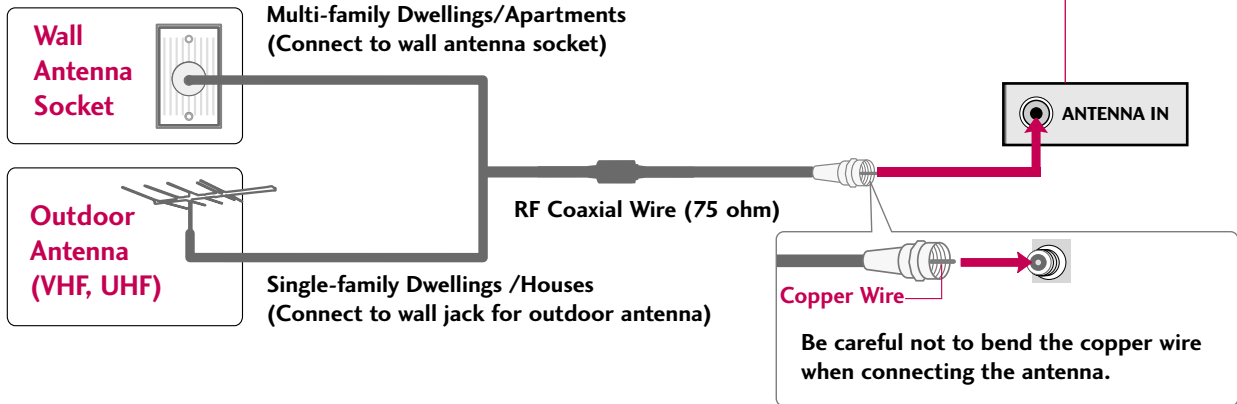 Multi-family Dwellings/Apartments
(Connect to wall antenna socket)
Wall
Antenna
Socket
ANTENNA IN
RF Coaxial Wire (75 ohm)
Outdoor
Antenna
(VHF, UHF)
Single-family Dwellings /Houses
(Connect to wall jack for outdoor antenna)
Copper Wire
Be careful not to bend the copper wire
when connecting the antenna.